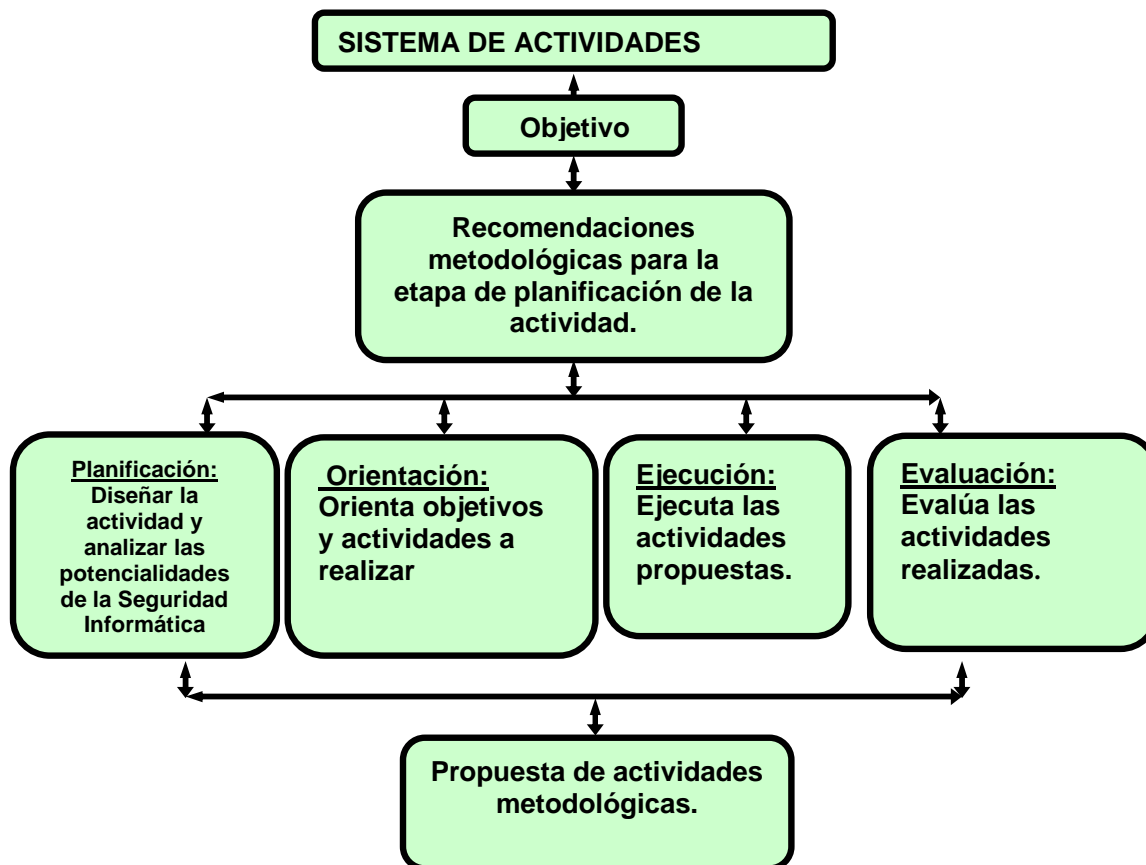 SISTEMA DE ACTIVIDADES
Objetivo
Recomendaciones
metodológicas para la
etapa de planificación de la
actividad.
Planificación:
Diseñar la
actividad y
analizar las
potencialidades
de la Seguridad
Informática
Orientación:
Orienta objetivos
y actividades a
realizar
Ejecución:
Ejecuta las
actividades
propuestas.
Evaluación:
Evalúa las
actividades
realizadas.
Propuesta de actividades
metodológicas.